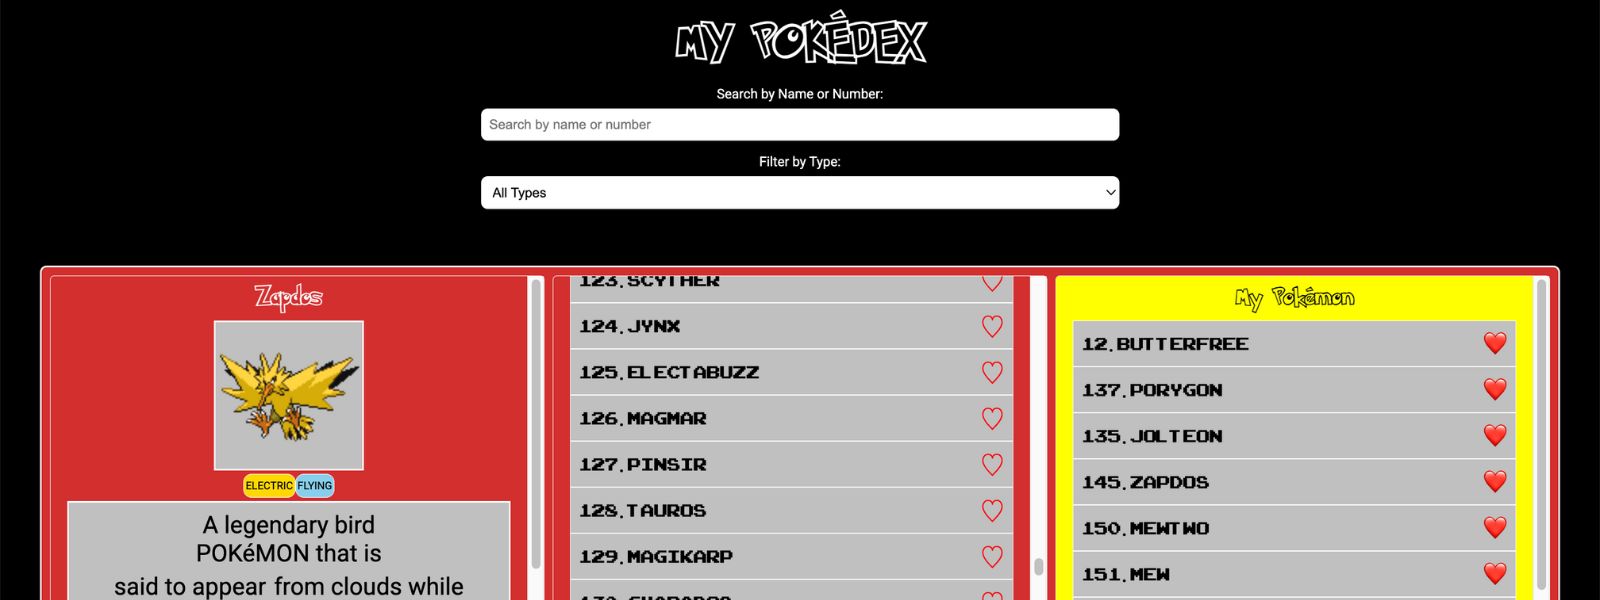 MY POKÉDEX
Search by Name or Number:
Search by name or number
Filter by Type:
All Types
Zapdos
ELECTRIC FLYING
A legendary bird
POKéMON that is
said to appear from clouds while
123.SCYTHER
124.JYNX
125.ELECTABUZZ
126.MAGMAR
127.PINSIR
128.TAUROS
129.MAGIKARP
My Pokémon
12.BUTTERFREE
137.PORYGON
135.JOLTEON
145.ZAPDOS
150.MEWTWO
151.MEW